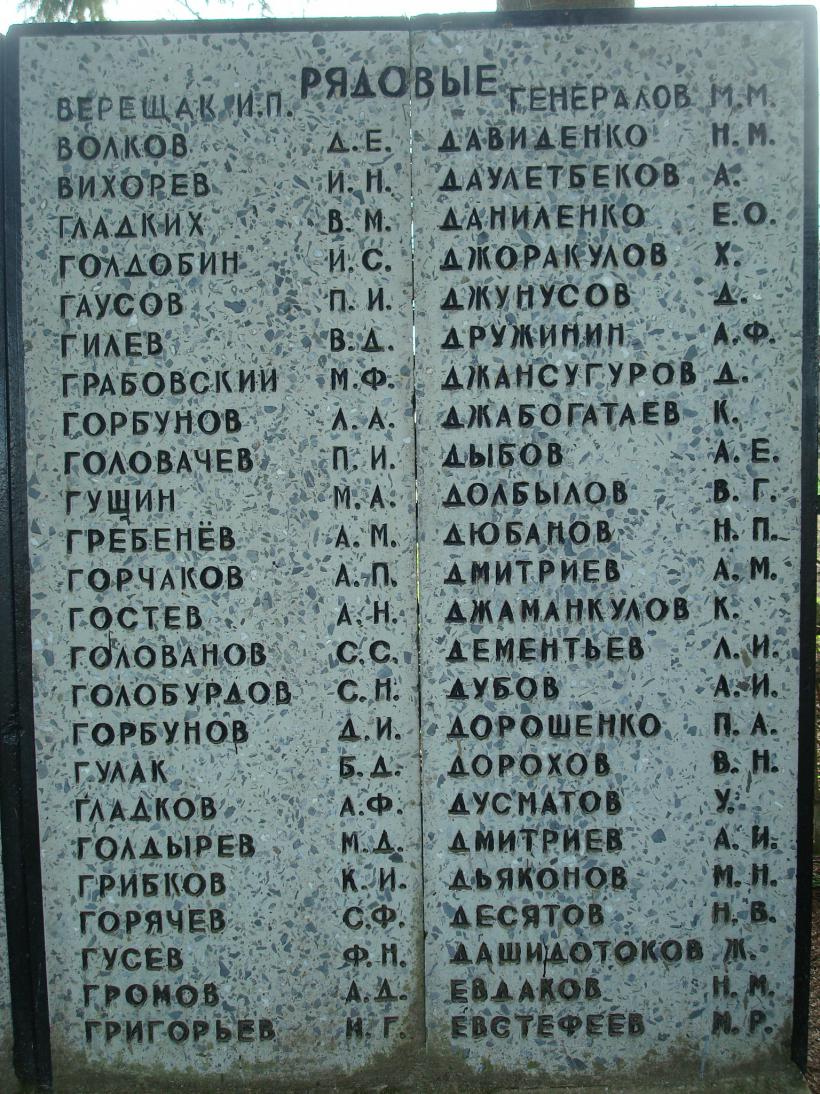 РЯДОВЫЕ
ВЕРЕЩАК И.П.
ВОЛКОВ Д. Е.
ВИХОРЕВ И. Н.
ГЛАДКИХ В. М.
ГОЛДОБИН И. С.
ГАУСОВ П. И.
ГИЛЕВ В. Д.
ГРАБОВСКИЙ М.Ф.
ГОРБУНОВ Л. А.
ГОЛОВАЧЕВ П. И.
ГУЩИН М. А.
ГРЕБЕНЁВ А. М.
ГОРЧАКОВ А. П.
ГОСТЕВ А. Н.
ГОЛОВАНОВ С. С.
ГОЛОБУРДОВ С. Н.
ГОРБУНОВ Д. И.
ГУЛАК Б. Д.
ГЛАДКОВ А.Ф.
ГОЛДЫРЕВ М. Д.
ГРИБКОВ К. И.
ГОРЯЧЕВ С.Ф.
ГУСЕВ Ф. Н.
ГРОМОВ А. Д.
ГРИГОРЬЕВ И. Г.
ГЕНЕРАЛОВ М. М.
ДАВИДЕНКО Н. М.
ДАУЛЕТБЕКОВ А.
ДАНИЛЕНКО Е. О.
ДЖОРАКУЛОВ Х.
ДЖУНУСОВ Д.
ДРУЖИНИН А.Ф.
ДЖАНСУГУРОВ Д.
ДЖАБОГАТАЕВ К.
ДЫБОВ А. Е.
ДОЛБЫЛОВ В. Г.
ДЮБАНОВ Н. П.
ДМИТРИЕВ А. М.
ДЖАМАНКУЛОВ К.
ДЕМЕНТЬЕВ Л. И.
ДУБОВ А. И.
ДОРОШЕНКО П. А.
ДОРОХОВ В. Н.
ДУСМАТОВ У.
ДМИТРИЕВ А. И.
ДЬЯКОНОВ М. Н.
ДЕСЯТОВ Н. В.
ДАШИДОТОКОВ Ж.
ЕВДАКОВ Н. М.
ЕВСТЕФЕЕВ М. Р.